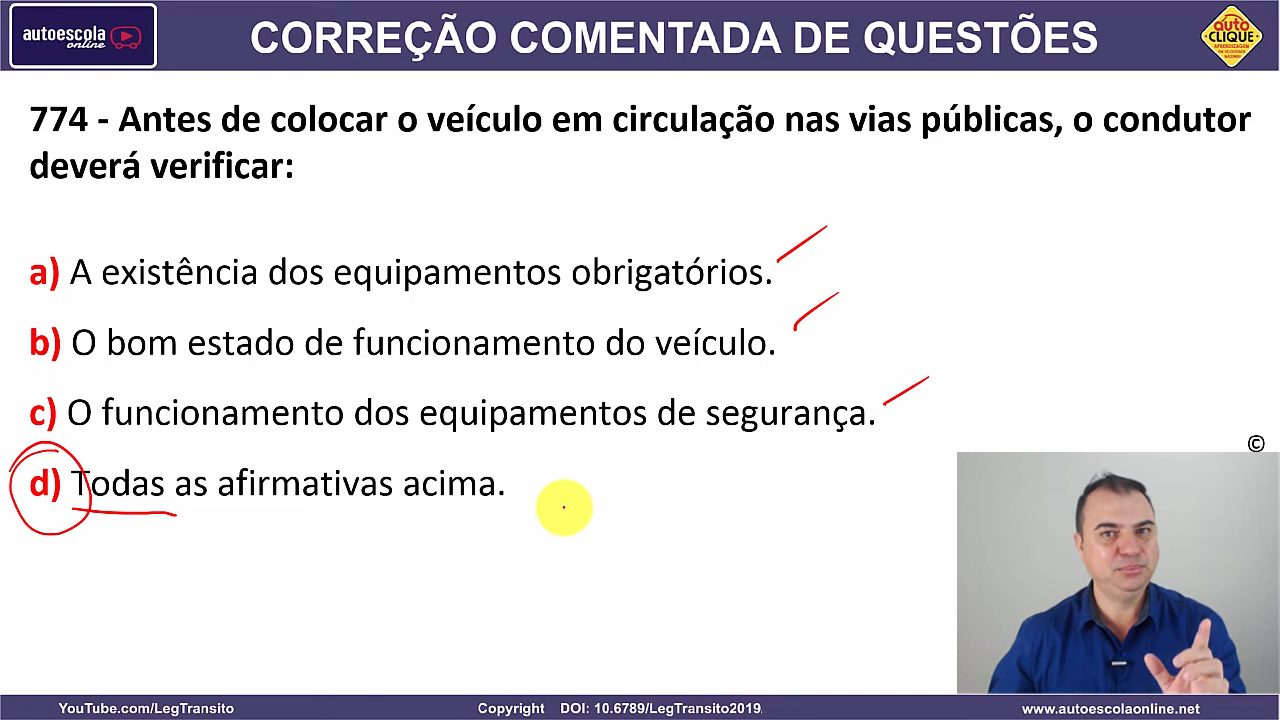 autoescola
online
CORREÇÃO COMENTADA DE QUESTÕES
auto
CLIQUE
774 - Antes de colocar o veículo em circulação nas vias públicas, o condutor
deverá verificar:
a) A existência dos equipamentos obrigatórios.
b) O bom estado de funcionamento do veículo.
c) O funcionamento dos equipamentos de segurança.
d) Todas as afirmativas acima.
©
YouTube.com/LegTransito
Copyright DOI: 10.6789/LegTransito2019
www.autoescolaonline.net